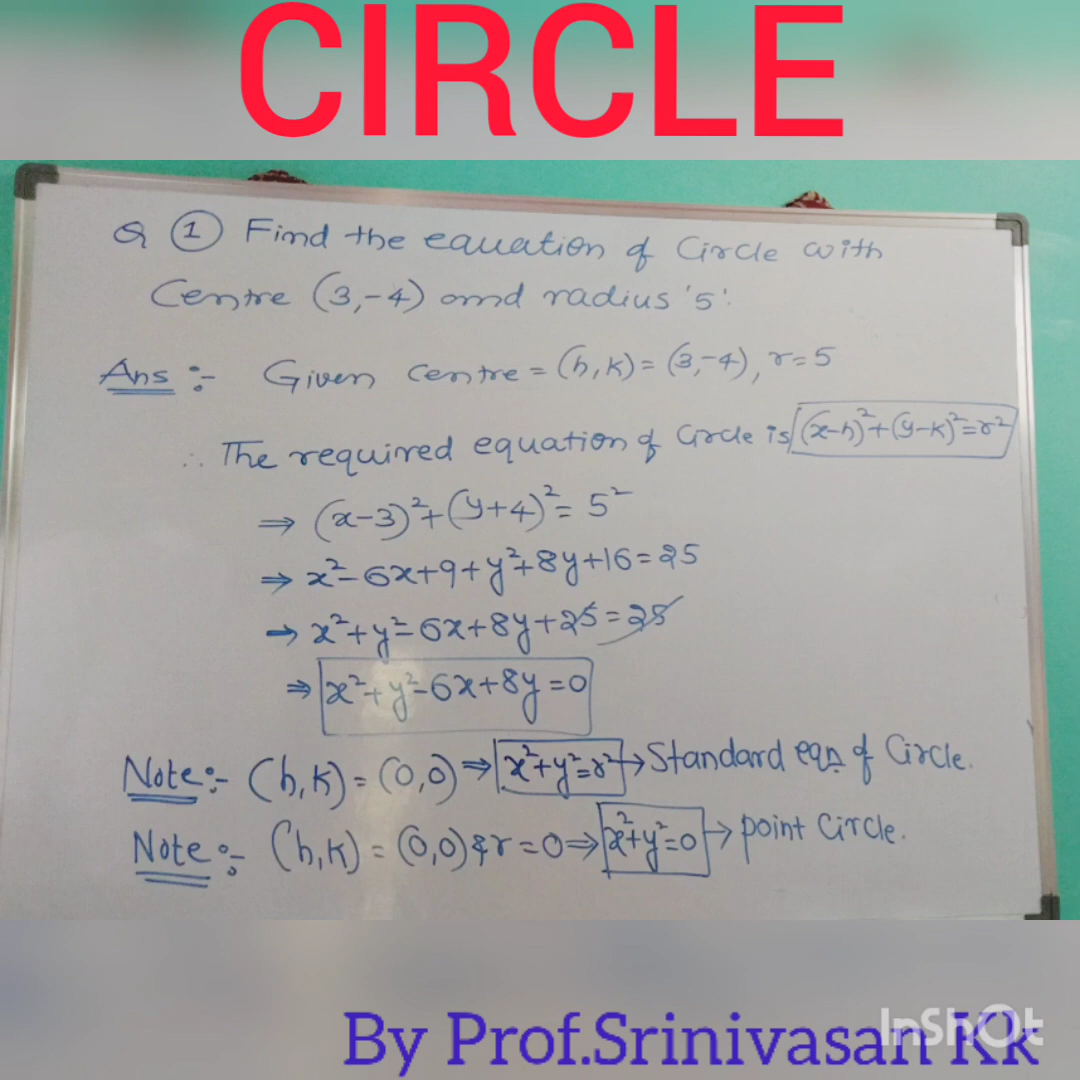 CIRCLE
Q ① Find the equation of Circle with
Centre (3,-4) and radius '5'.
Ans :- Given Centre = (h,k) = (3,-4), r=5
∴ The required equation of Circle is (x-h)²+(y-k)²=r²
⇒ (x-3)²+(y+4)²= 5²
⇒ x²-6x+9+y²+8y+16=25
→ x²+y²-6x+8y+25=25
⇒ x²+y²-6x+8y=0
Note:- (h,k) = (0,0) ⇒ x²+y²=r² → Standard eqn of Circle.
Note:- (h,k) = (0,0) & r=0 ⇒ x²+y²=0 → point Circle.
InShOt
By Prof.Srinivasan Kk